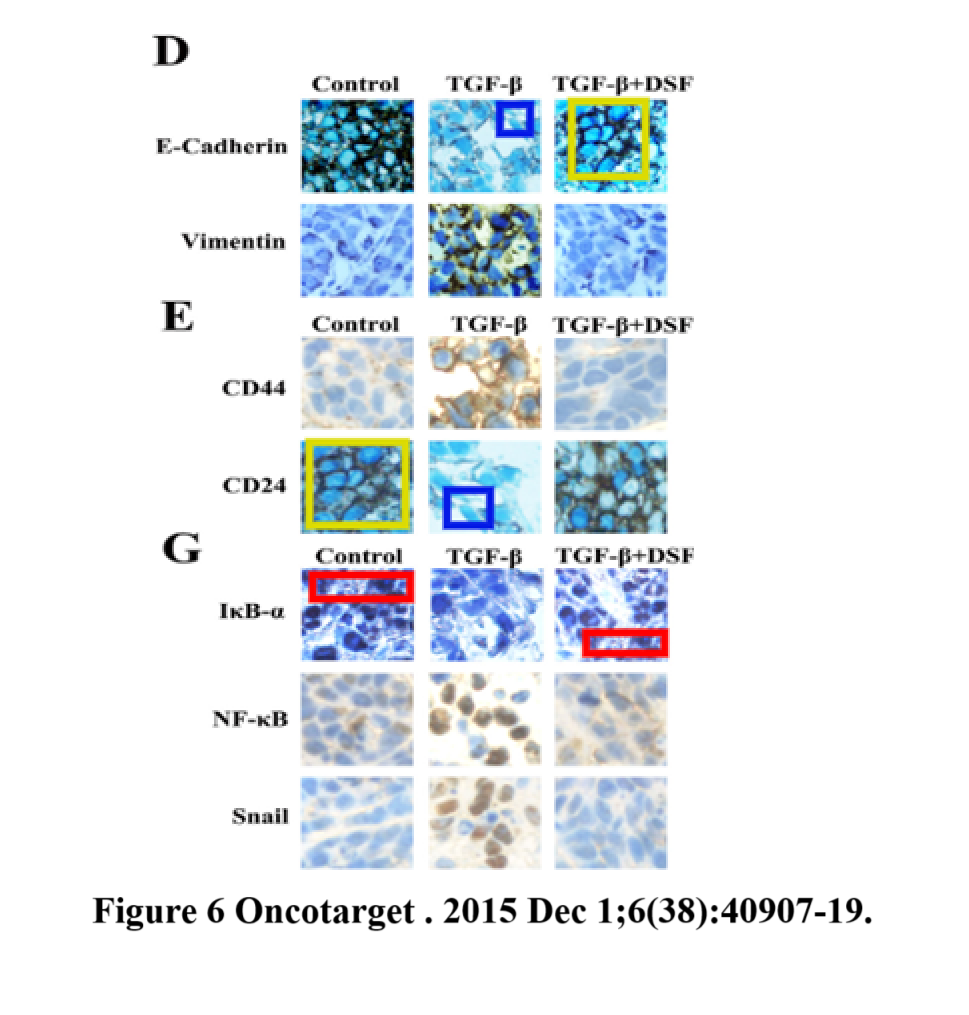 D
Control TGF-β TGF-β+DSF
E-Cadherin
Vimentin
E
Control TGF-β TGF-β+DSF
CD44
CD24
G
Control TGF-β TGF-β+DSF
IκB-α
NF-κB
Snail
Figure 6 Oncotarget . 2015 Dec 1;6(38):40907-19.